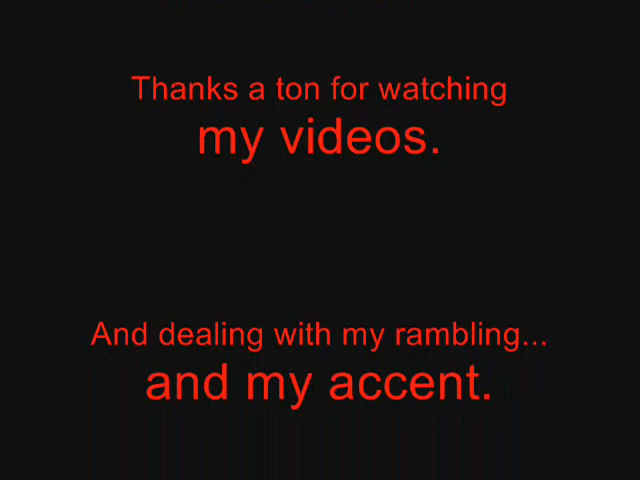 Thanks a ton for watching
my videos.
And dealing with my rambling...
and my accent.